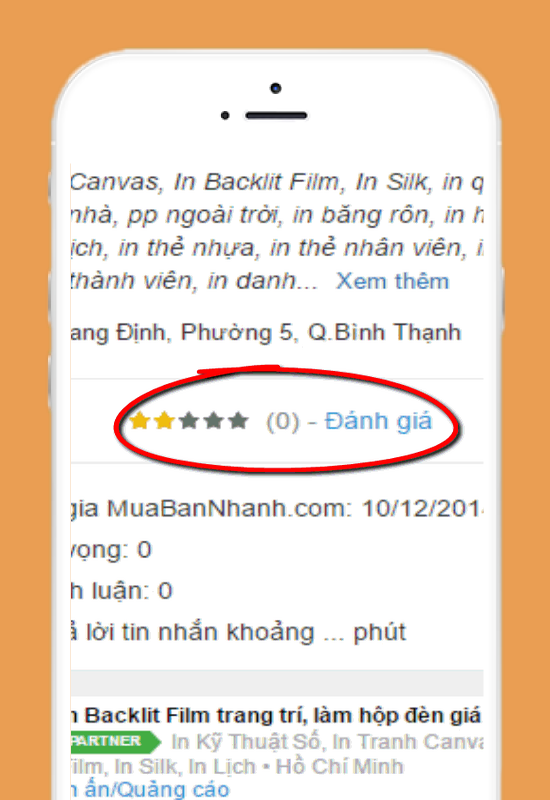 Canvas, In Backlit Film, In Silk, in q
nhà, pp ngoài trời, in băng rôn, in h
ịch, in thẻ nhựa, in thẻ nhân viên, i
thành viên, in danh... Xem thêm
ang Định, Phường 5, Q.Bình Thạnh
(0) - Đánh giá
gia MuaBanNhanh.com: 10/12/201
vọng: 0
h luận: 0
ả lời tin nhắn khoảng ... phút
n Backlit Film trang trí, làm hộp đèn giá
PARTNER In Kỹ Thuật Số, In Tranh Canva
Film, In Silk, In Lịch • Hồ Chí Minh
n ấn/Quảng cáo